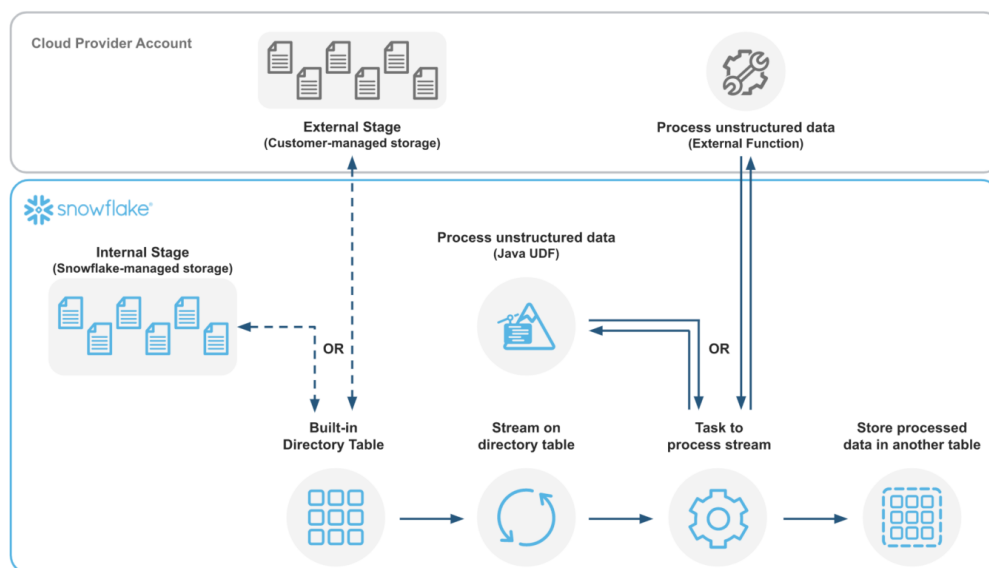 Cloud Provider Account
External Stage
(Customer-managed storage)
Process unstructured data
(External Function)
snowflake®
Internal Stage
(Snowflake-managed storage)
Process unstructured data
(Java UDF)
OR
OR
Built-in
Directory Table
Stream on
directory table
Task to
process stream
Store processed
data in another table